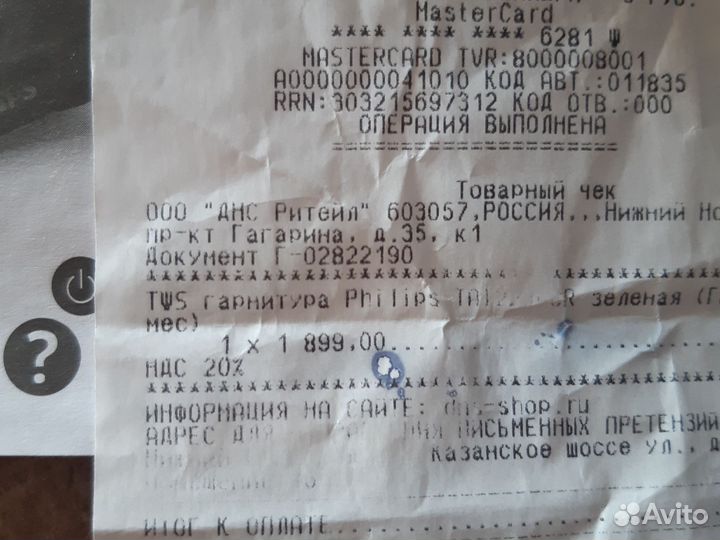 MasterCard
**** **** **** 6281 Ψ
MASTERCARD TVR:8000008001
A0000000041010 КОД АВТ.:011835
RRN:303215697312 КОД ОТВ.:000
ОПЕРАЦИЯ ВЫПОЛНЕНА
==========================
Товарный чек
ООО "ДНС Ритейл" 603057,РОССИЯ,,,Нижний Но
пр-кт Гагарина, д.35, к1
Документ Г-02822190
TWS гарнитура Philips зеленая (Г
мес)
1 x 1 899,00
НДС 20%
ИНФОРМАЦИЯ НА САЙТЕ: dns-shop.ru
АДРЕС ДЛЯ ПИСЬМЕННЫХ ПРЕТЕНЗИЙ
Казанское шоссе ул., д
ИТОГ К ОПЛАТЕ
?
Avito